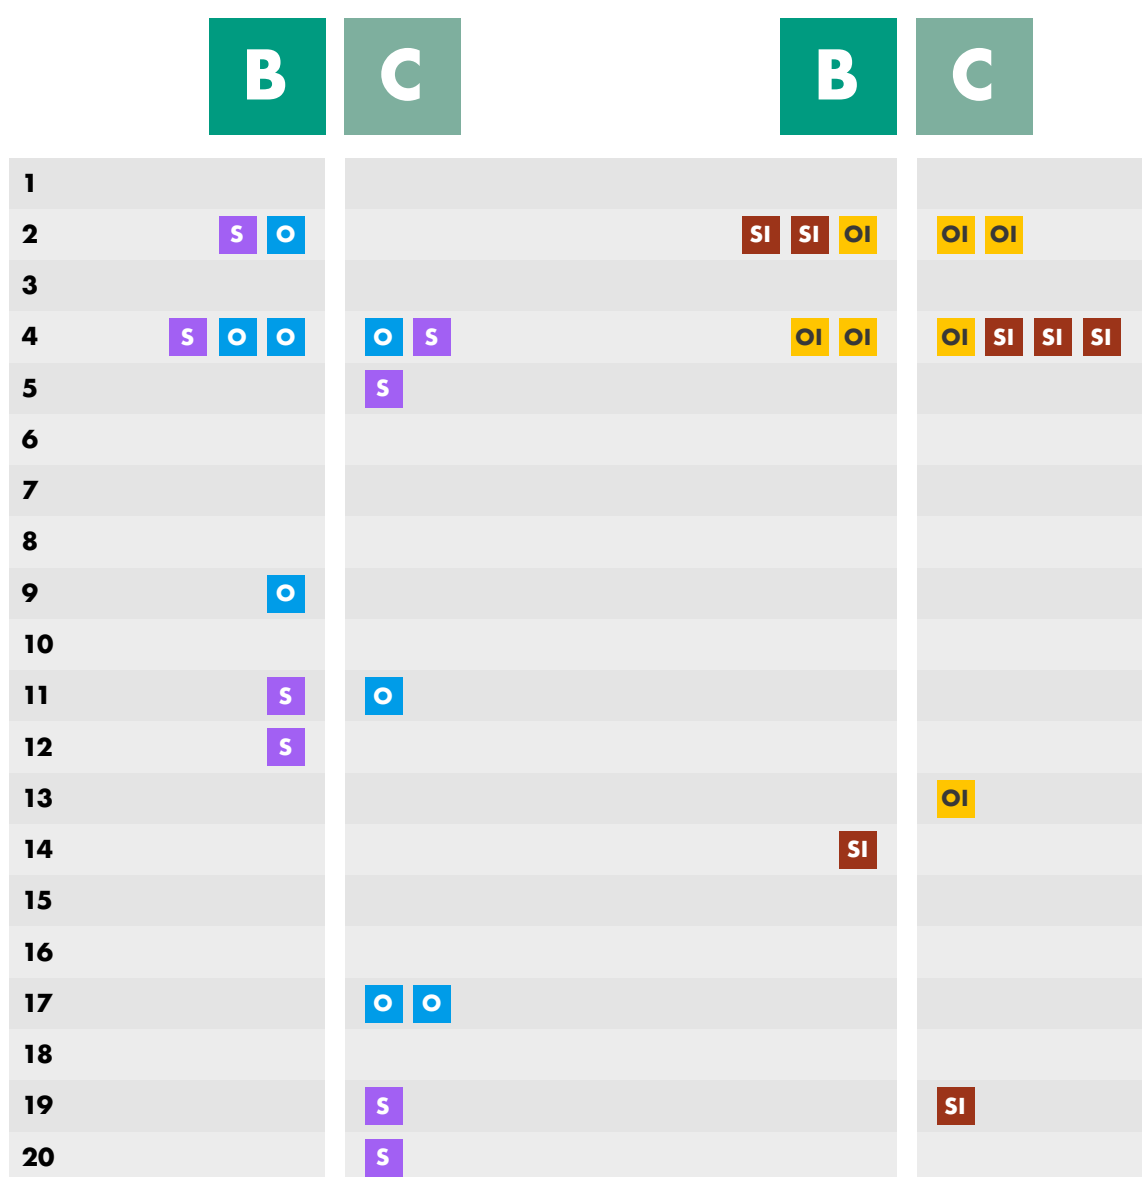 B C B C
1
2 S O SI SI OI OI OI
3
4 S O O O S OI OI OI SI SI SI
5 S
6
7
8
9 O
10
11 S O
12 S
13 OI
14 SI
15
16
17 O O
18
19 S SI
20 S